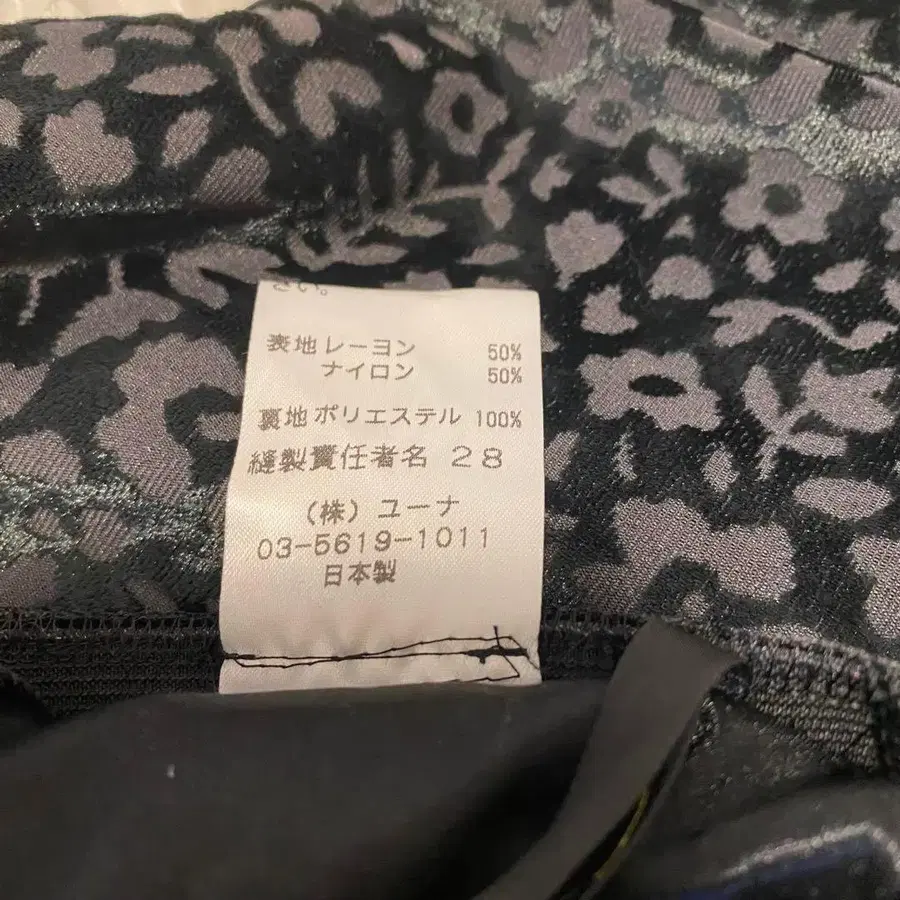 さい。
表地 レーヨン 50%
ナイロン 50%
裏地 ポリエステル 100%
縫製責任者名 28
(株)ユーナ
03-5619-1011
日本製